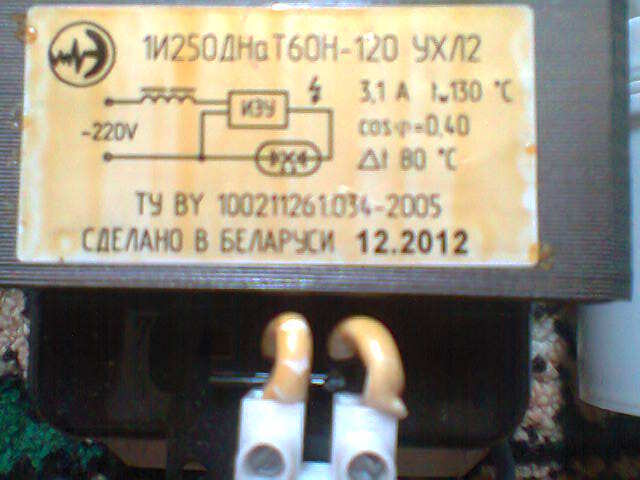 1И250ДНаТ60Н-120 УХЛ2
3,1 А tw130 °C
ИЗУ
~220V
cosφ=0,40
Δt 80 °C
ТУ BY 100211261.034-2005
СДЕЛАНО В БЕЛАРУСИ 12.2012